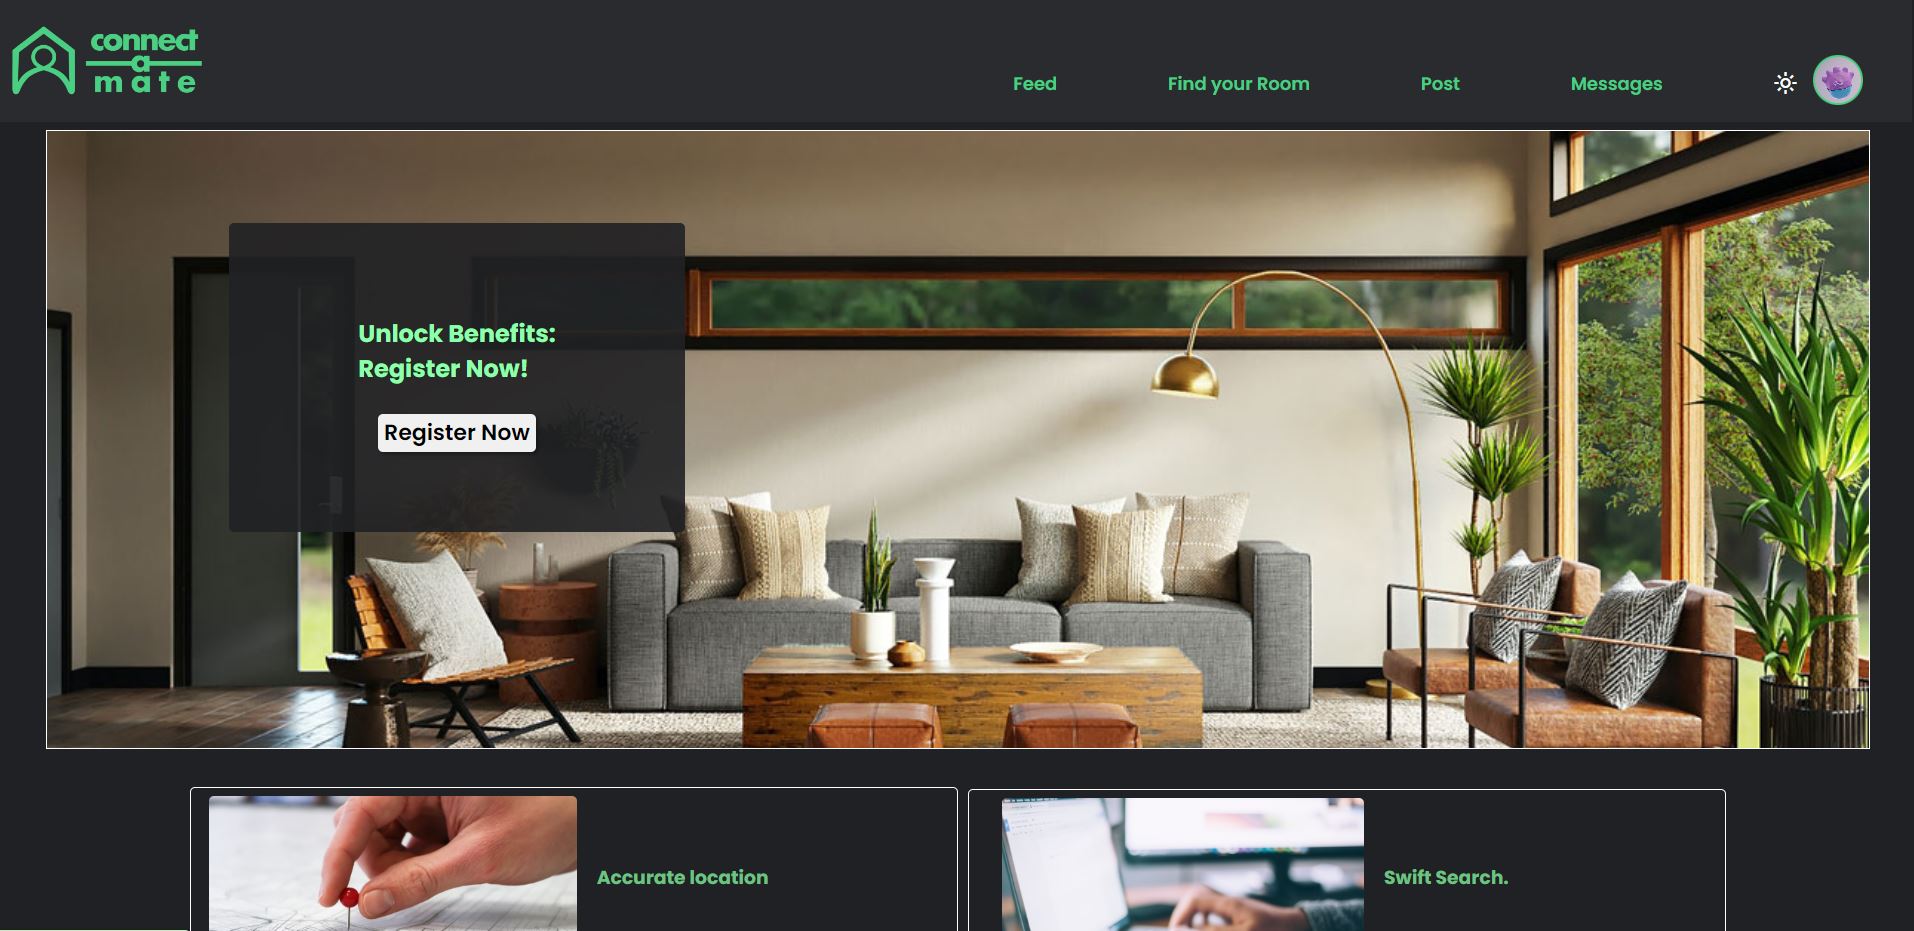 connect
a
mate
Feed
Find your Room
Post
Messages
Unlock Benefits:
Register Now!
Register Now
Accurate location
Swift Search.